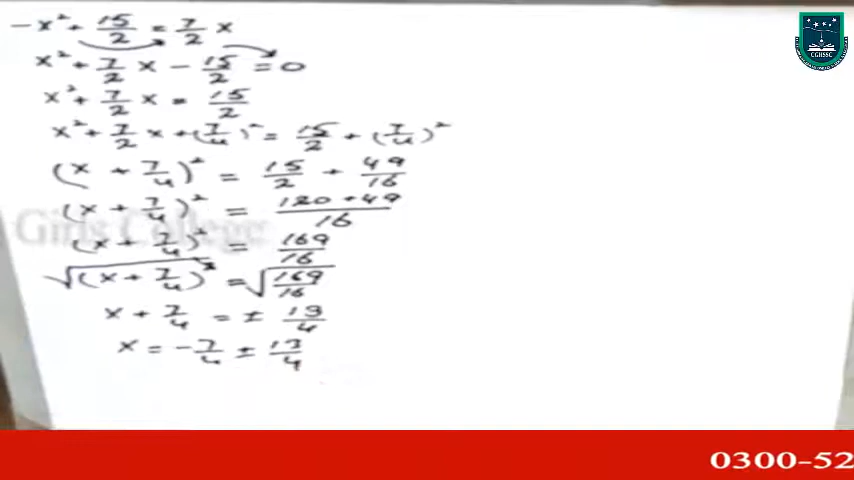 -x² + 15/2 = 7/2 x
x² + 7/2 x - 15/2 = 0
x² + 7/2 x = 15/2
x² + 7/2 x + (7/4)² = 15/2 + (7/4)²
(x + 7/4)² = 15/2 + 49/16
(x + 7/4)² = 120 + 49/16
(x + 7/4)² = 169/16
√(x + 7/4)² = √169/16
x + 7/4 = ± 13/4
x = -7/4 ± 13/4
Girls College
CGHSSC
0300-52